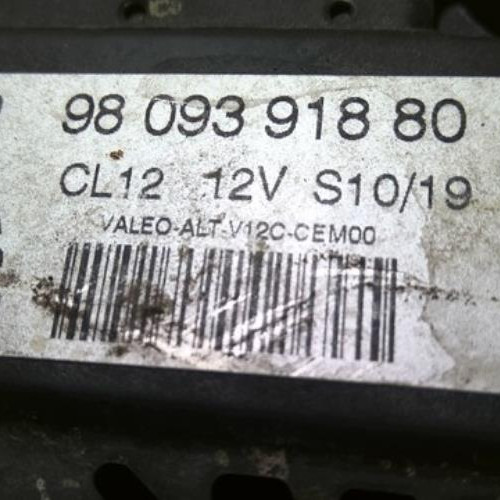 98 093 918 80
CL12 12V S10/19
VALEO-ALT-V12C-CEM00